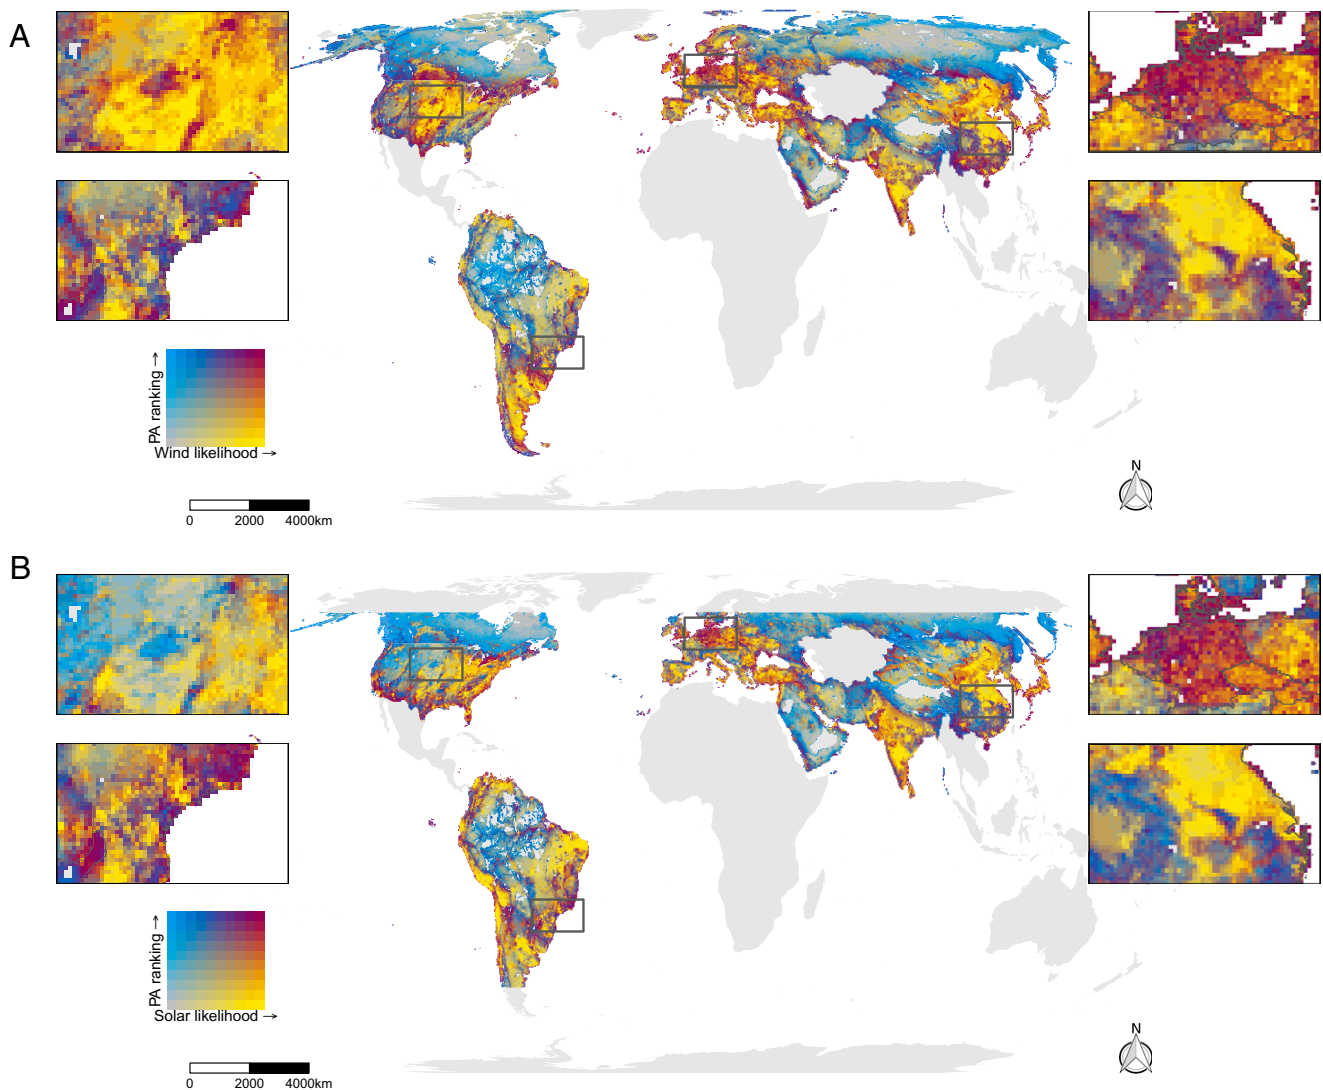 A
PA ranking →
Wind likelihood →
0 2000 4000km
N
B
PA ranking →
Solar likelihood →
0 2000 4000km
N